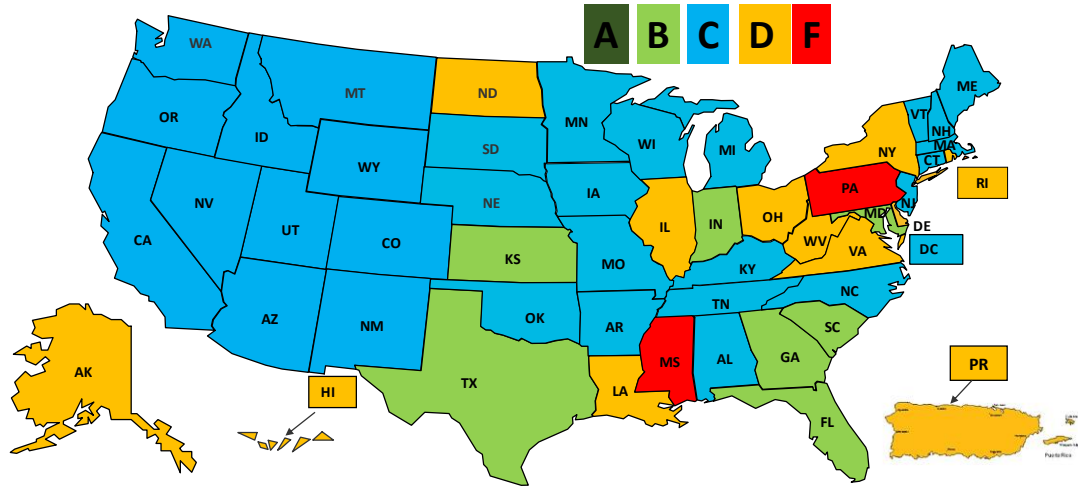 A B C D F
WA
MT
ND
MN
ME
OR
ID
SD
WI
MI
VT
NH
NY
MA
CT
WY
IA
NE
PA
RI
NV
NJ
UT
CO
IL
IN
OH
MD
CA
KS
MO
WV
VA
DE
DC
KY
NC
AZ
NM
OK
TN
AR
SC
GA
AL
MS
TX
LA
FL
AK
HI
PR
Puerto Rico